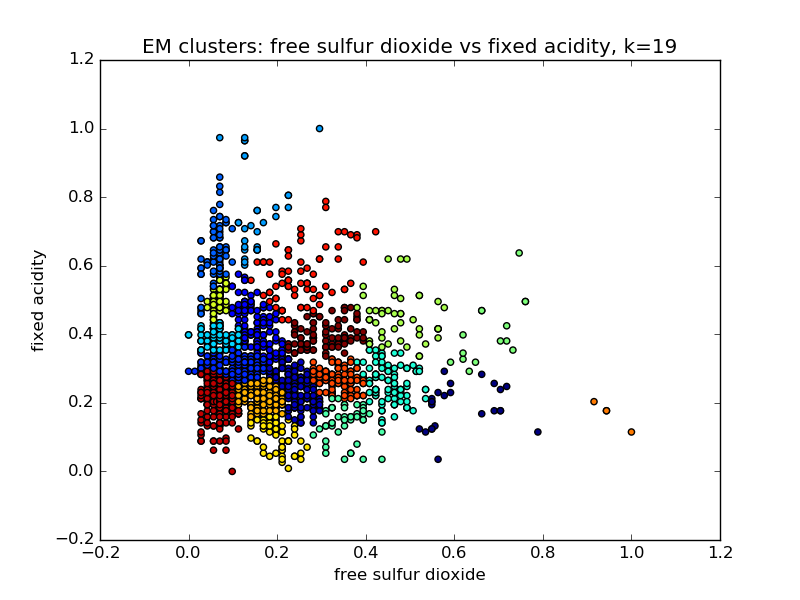 EM clusters: free sulfur dioxide vs fixed acidity, k=19
1.2
1.0
0.8
0.6
0.4
0.2
0.0
−0.2
fixed acidity
−0.2 0.0 0.2 0.4 0.6 0.8 1.0 1.2
free sulfur dioxide